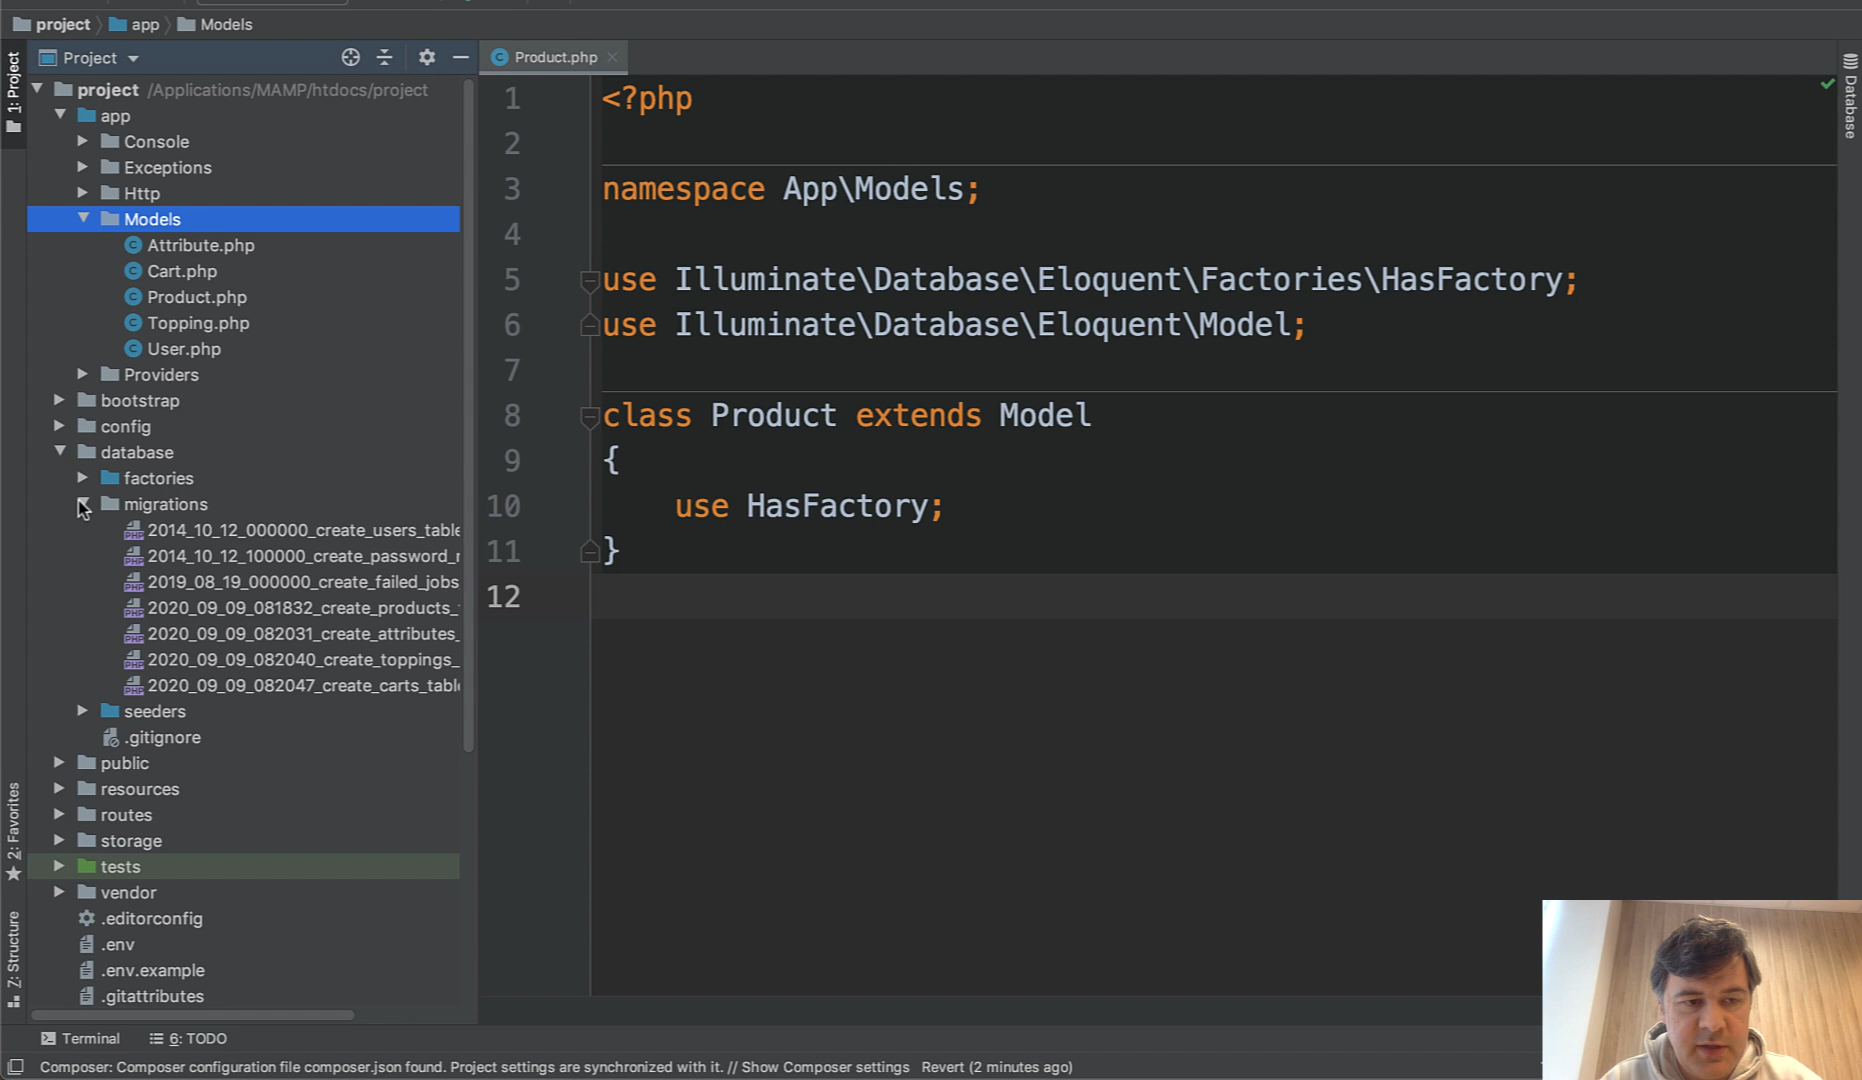 project
app
Models
1: Project
Project
Product.php
project /Applications/MAMP/htdocs/project
app
Console
Exceptions
Http
Models
Attribute.php
Cart.php
Product.php
Topping.php
User.php
Providers
bootstrap
config
database
factories
migrations
2014_10_12_000000_create_users_table
2014_10_12_100000_create_password_r
2019_08_19_000000_create_failed_jobs_
2020_09_09_081832_create_products_t
2020_09_09_082031_create_attributes_
2020_09_09_082040_create_toppings_
2020_09_09_082047_create_carts_tabl
seeders
.gitignore
public
resources
routes
storage
tests
vendor
.editorconfig
.env
.env.example
.gitattributes
2: Favorites
Z: Structure
1 <?php
2
3 namespace App\Models;
4
5 use Illuminate\Database\Eloquent\Factories\HasFactory;
6 use Illuminate\Database\Eloquent\Model;
7
8 class Product extends Model
9 {
10 use HasFactory;
11 }
12
Database
Terminal
6: TODO
Composer: Composer configuration file composer.json found. Project settings are synchronized with it. // Show Composer settings Revert (2 minutes ago)